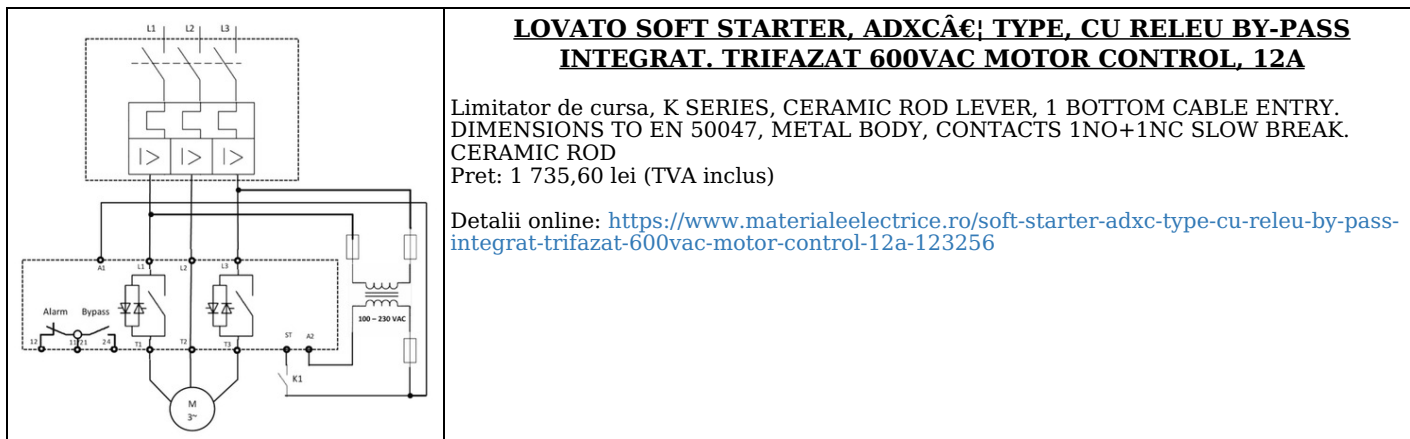 L1 L2 L3
I> I> I>
A1 L1 L2 L3
Alarm Bypass
100 – 230 VAC
12 11 21 24 T1 T2 T3 ST A2
K1
M
3~
LOVATO SOFT STARTER, ADXCÂ€¦ TYPE, CU RELEU BY-PASS
INTEGRAT. TRIFAZAT 600VAC MOTOR CONTROL, 12A
Limitator de cursa, K SERIES, CERAMIC ROD LEVER, 1 BOTTOM CABLE ENTRY.
DIMENSIONS TO EN 50047, METAL BODY, CONTACTS 1NO+1NC SLOW BREAK.
CERAMIC ROD
Pret: 1 735,60 lei (TVA inclus)
Detalii online: https://www.materialeelectrice.ro/soft-starter-adxc-type-cu-releu-by-pass-
integrat-trifazat-600vac-motor-control-12a-123256